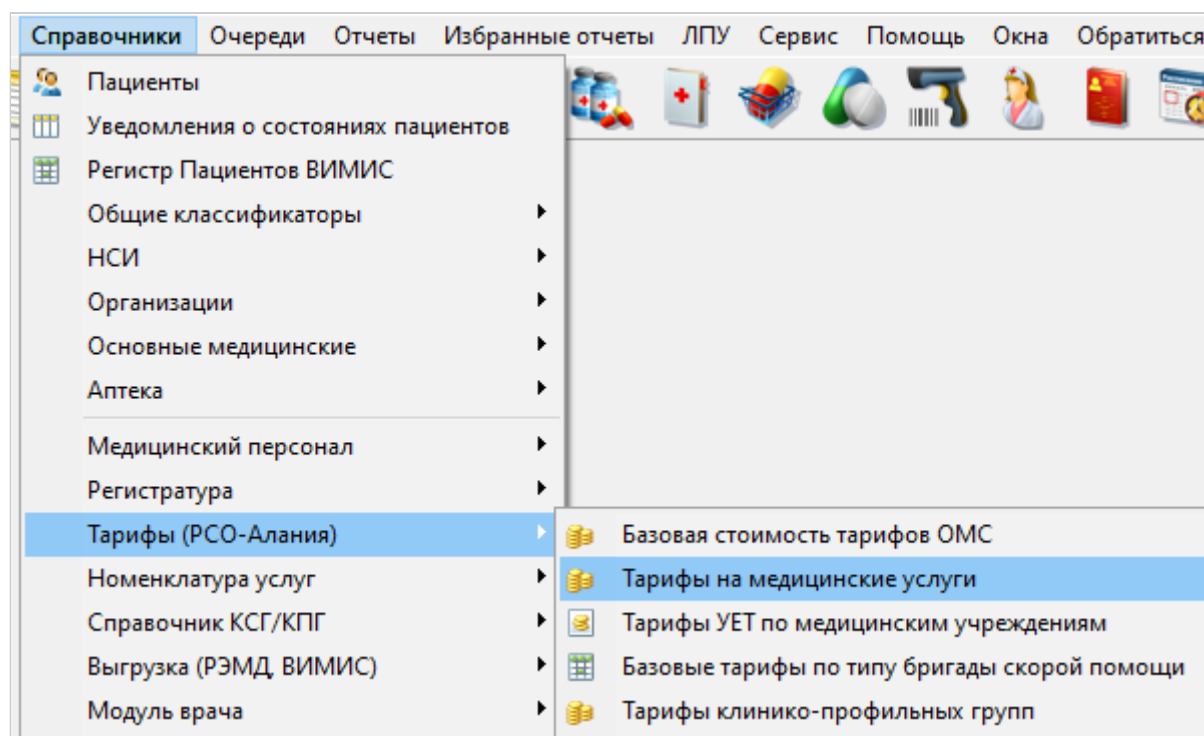 Справочники Очереди Отчеты Избранные отчеты ЛПУ Сервис Помощь Окна Обратиться
Пациенты
Уведомления о состояниях пациентов
Регистр Пациентов ВИМИС
Общие классификаторы
НСИ
Организации
Основные медицинские
Аптека
Медицинский персонал
Регистратура
Тарифы (РСО-Алания)
Базовая стоимость тарифов ОМС
Номенклатура услуг
Тарифы на медицинские услуги
Справочник КСГ/КПГ
Тарифы УЕТ по медицинским учреждениям
Выгрузка (РЭМД, ВИМИС)
Базовые тарифы по типу бригады скорой помощи
Модуль врача
Тарифы клинико-профильных групп